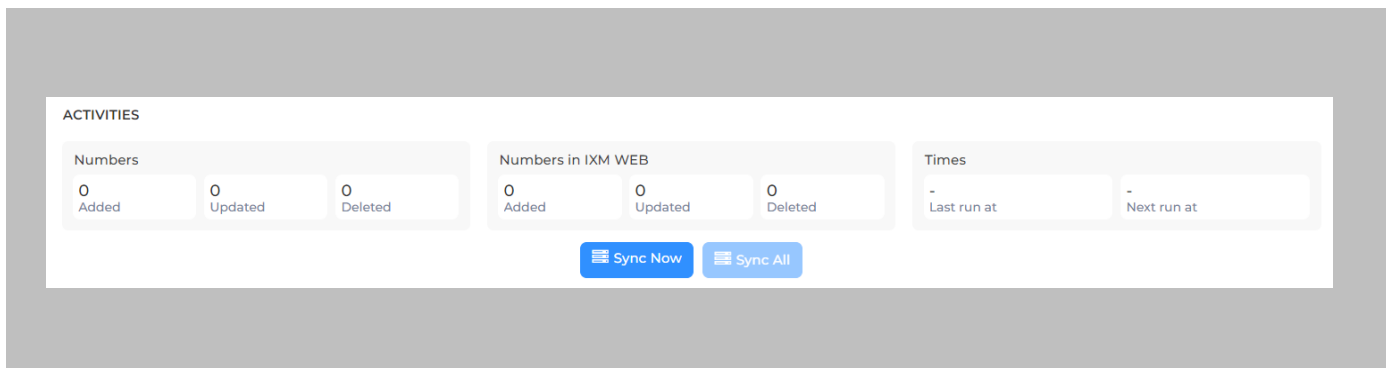 ACTIVITIES
Numbers
0
Added
0
Updated
0
Deleted
Numbers in IXM WEB
0
Added
0
Updated
0
Deleted
Times
-
Last run at
-
Next run at
Sync Now
Sync All